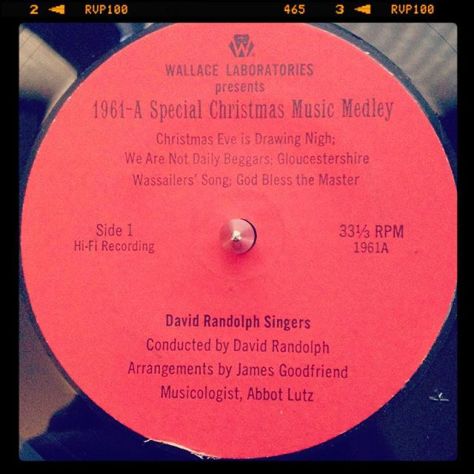 2 RVP100 465 3 RVP100
W
WALLACE LABORATORIES
presents
1961-A Special Christmas Music Medley
Christmas Eve is Drawing Nigh;
We Are Not Daily Beggars; Gloucestershire
Wassailers' Song; God Bless the Master
Side 1 33⅓ RPM
Hi-Fi Recording 1961A
David Randolph Singers
Conducted by David Randolph
Arrangements by James Goodfriend
Musicologist, Abbot Lutz